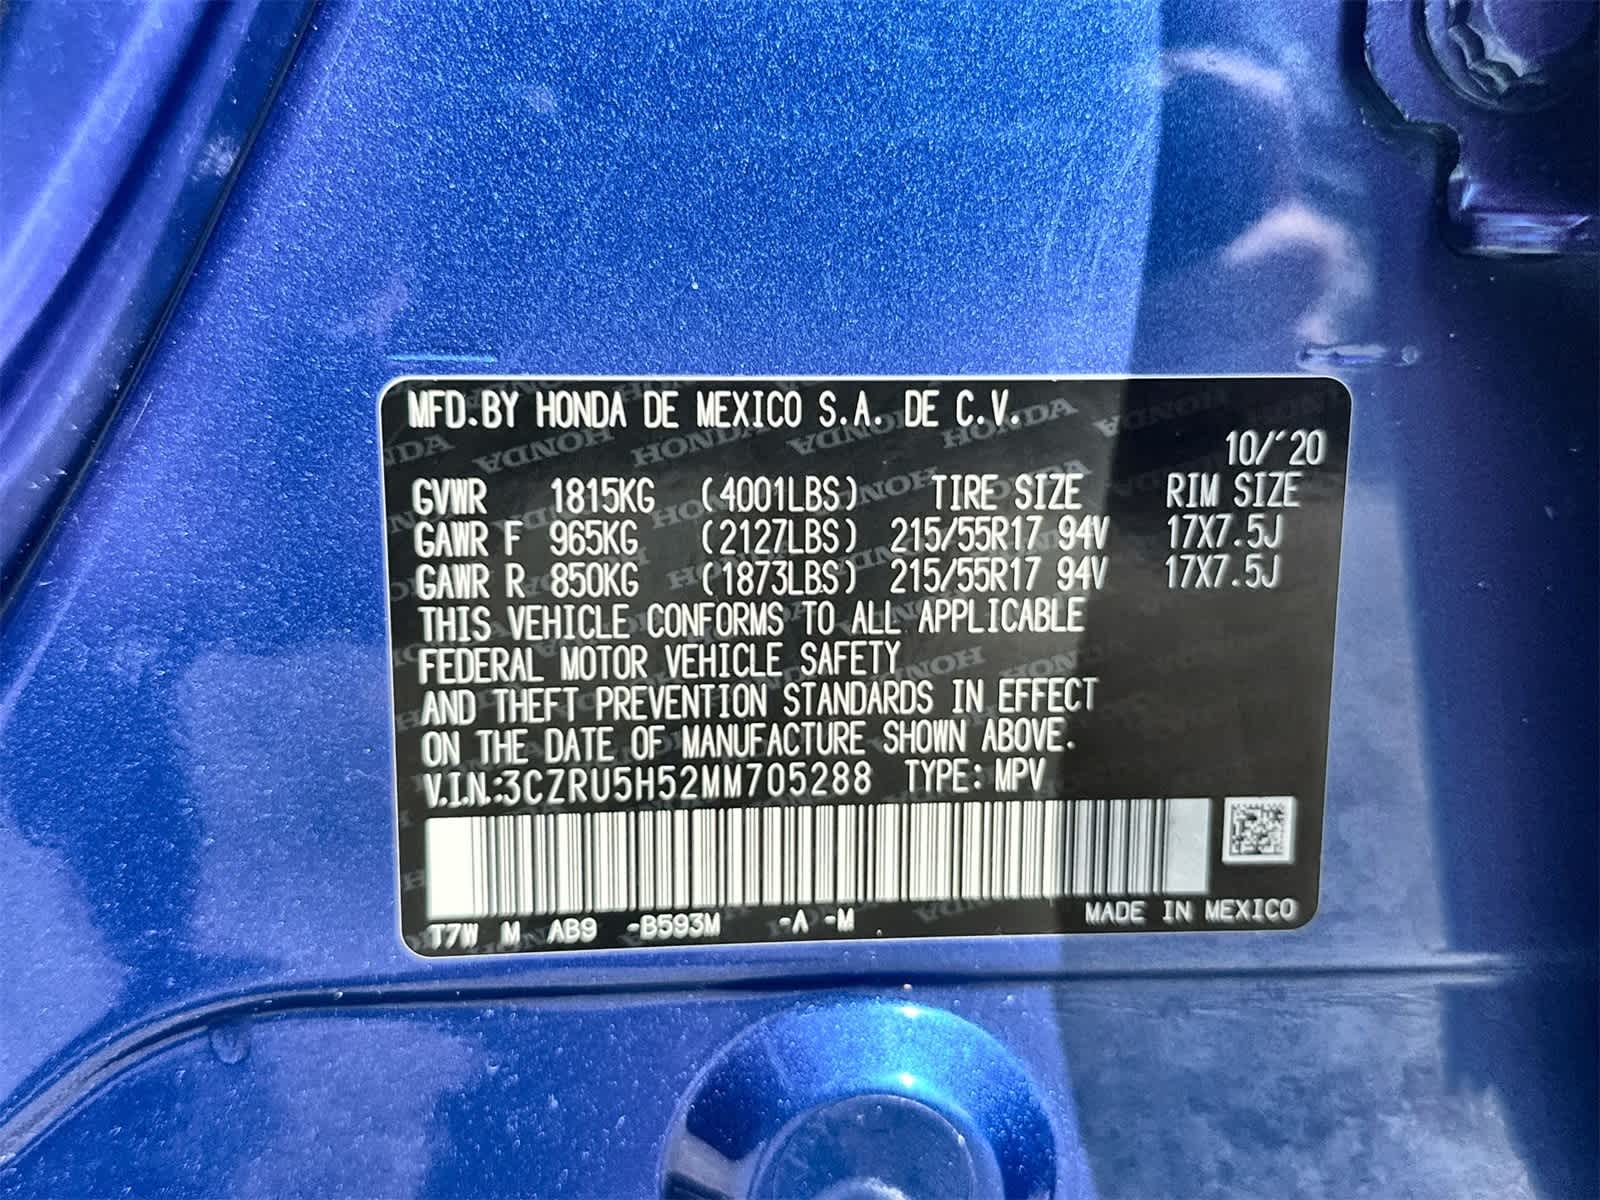 MFD.BY HONDA DE MEXICO S.A. DE C.V.
10/'20
GVWR 1815KG (4001LBS) TIRE SIZE RIM SIZE
GAWR F 965KG (2127LBS) 215/55R17 94V 17X7.5J
GAWR R 850KG (1873LBS) 215/55R17 94V 17X7.5J
THIS VEHICLE CONFORMS TO ALL APPLICABLE
FEDERAL MOTOR VEHICLE SAFETY
AND THEFT PREVENTION STANDARDS IN EFFECT
ON THE DATE OF MANUFACTURE SHOWN ABOVE.
V.I.N.:3CZRU5H52MM705288 TYPE: MPV
T7W M AB9 -B593M -A -M MADE IN MEXICO